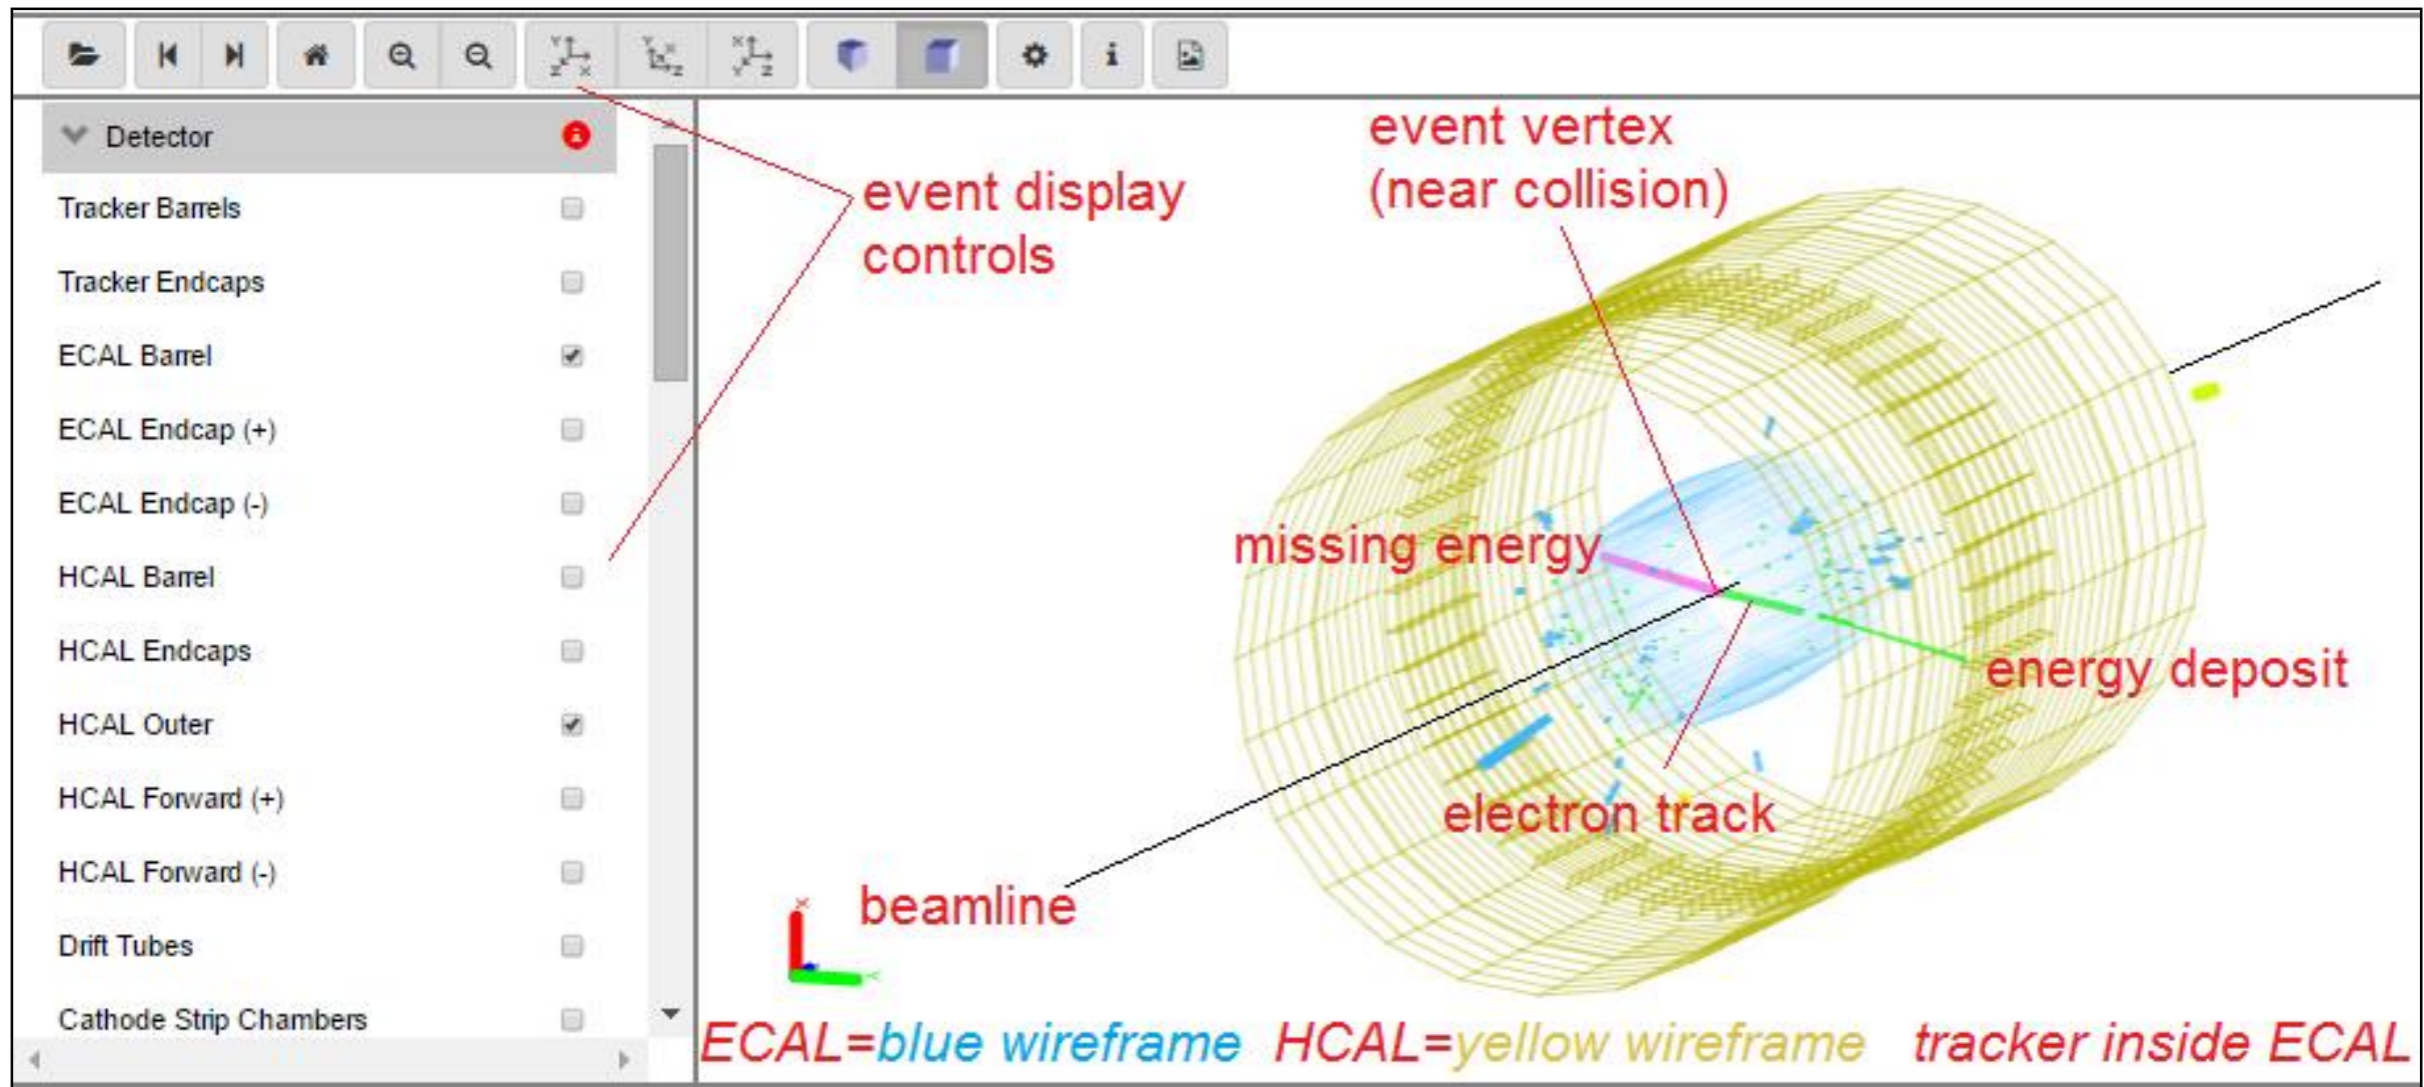 Detector
Tracker Barrels
Tracker Endcaps
ECAL Barrel
ECAL Endcap (+)
ECAL Endcap (-)
HCAL Barrel
HCAL Endcaps
HCAL Outer
HCAL Forward (+)
HCAL Forward (-)
Drift Tubes
Cathode Strip Chambers
event display
controls
event vertex
(near collision)
missing energy
energy deposit
electron track
beamline
ECAL=blue wireframe HCAL=yellow wireframe tracker inside ECAL